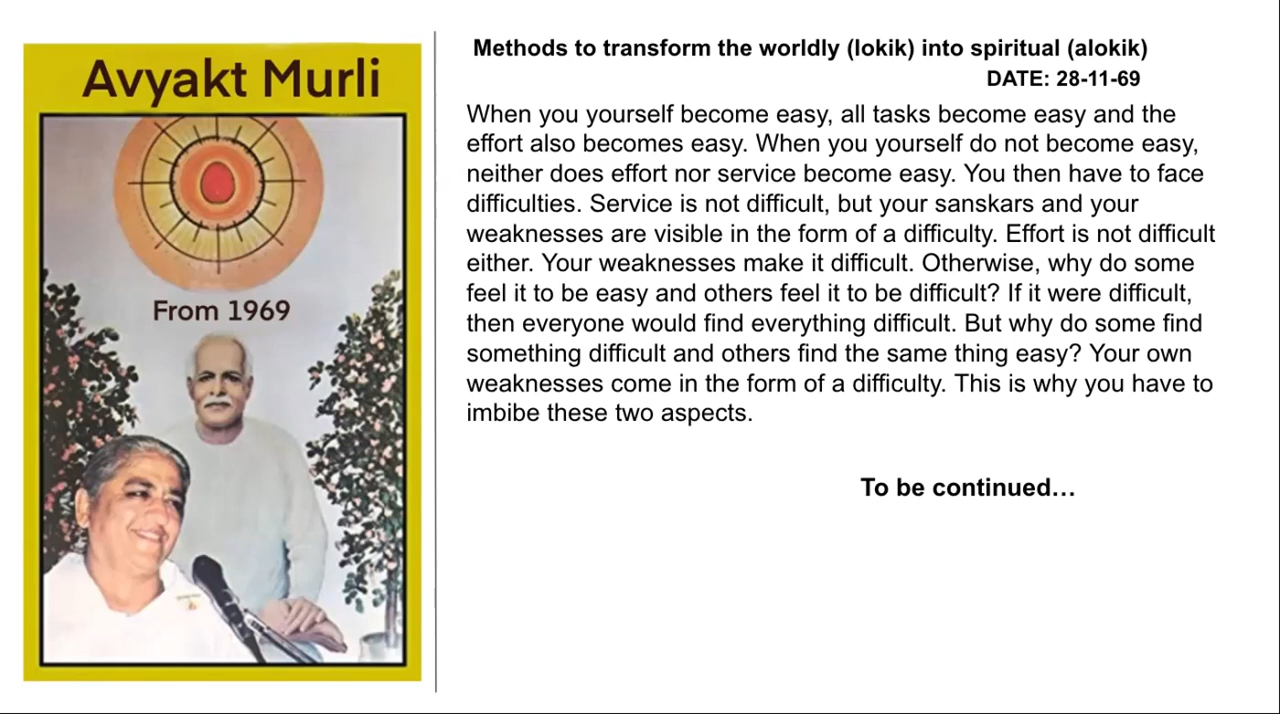 Avyakt Murli
From 1969
Methods to transform the worldly (lokik) into spiritual (alokik)
DATE: 28-11-69
When you yourself become easy, all tasks become easy and the
effort also becomes easy. When you yourself do not become easy,
neither does effort nor service become easy. You then have to face
difficulties. Service is not difficult, but your sanskars and your
weaknesses are visible in the form of a difficulty. Effort is not difficult
either. Your weaknesses make it difficult. Otherwise, why do some
feel it to be easy and others feel it to be difficult? If it were difficult,
then everyone would find everything difficult. But why do some find
something difficult and others find the same thing easy? Your own
weaknesses come in the form of a difficulty. This is why you have to
imbibe these two aspects.
To be continued…